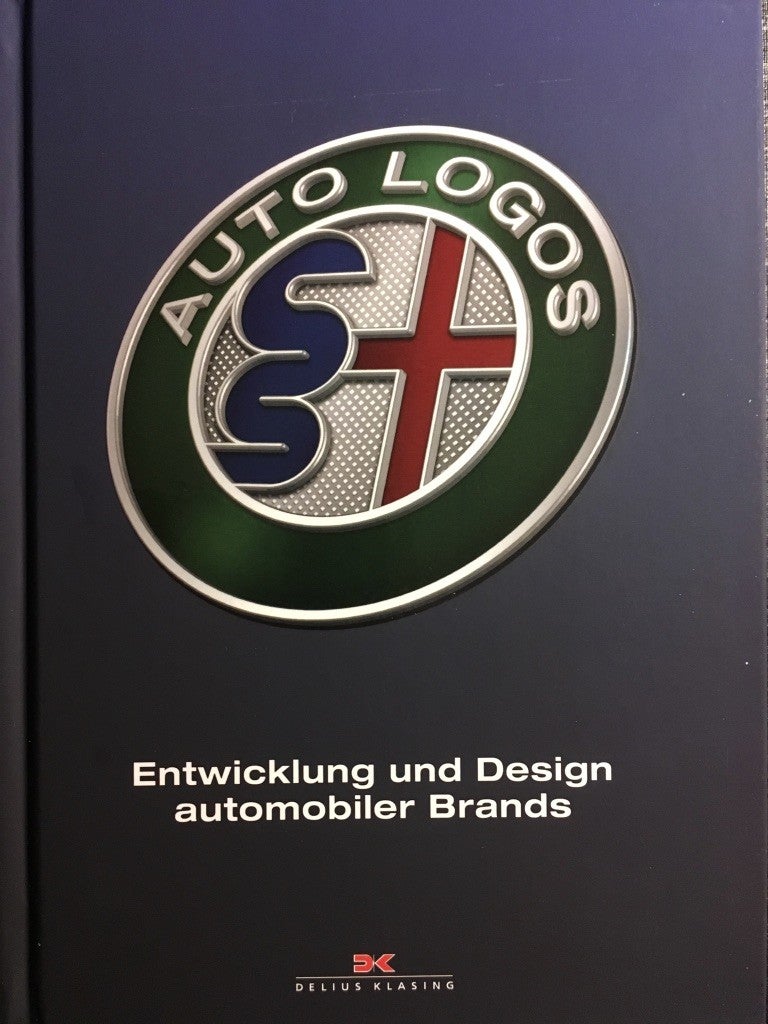 AUTO LOGOS
Entwicklung und Design
automobiler Brands
DELIUS KLASING